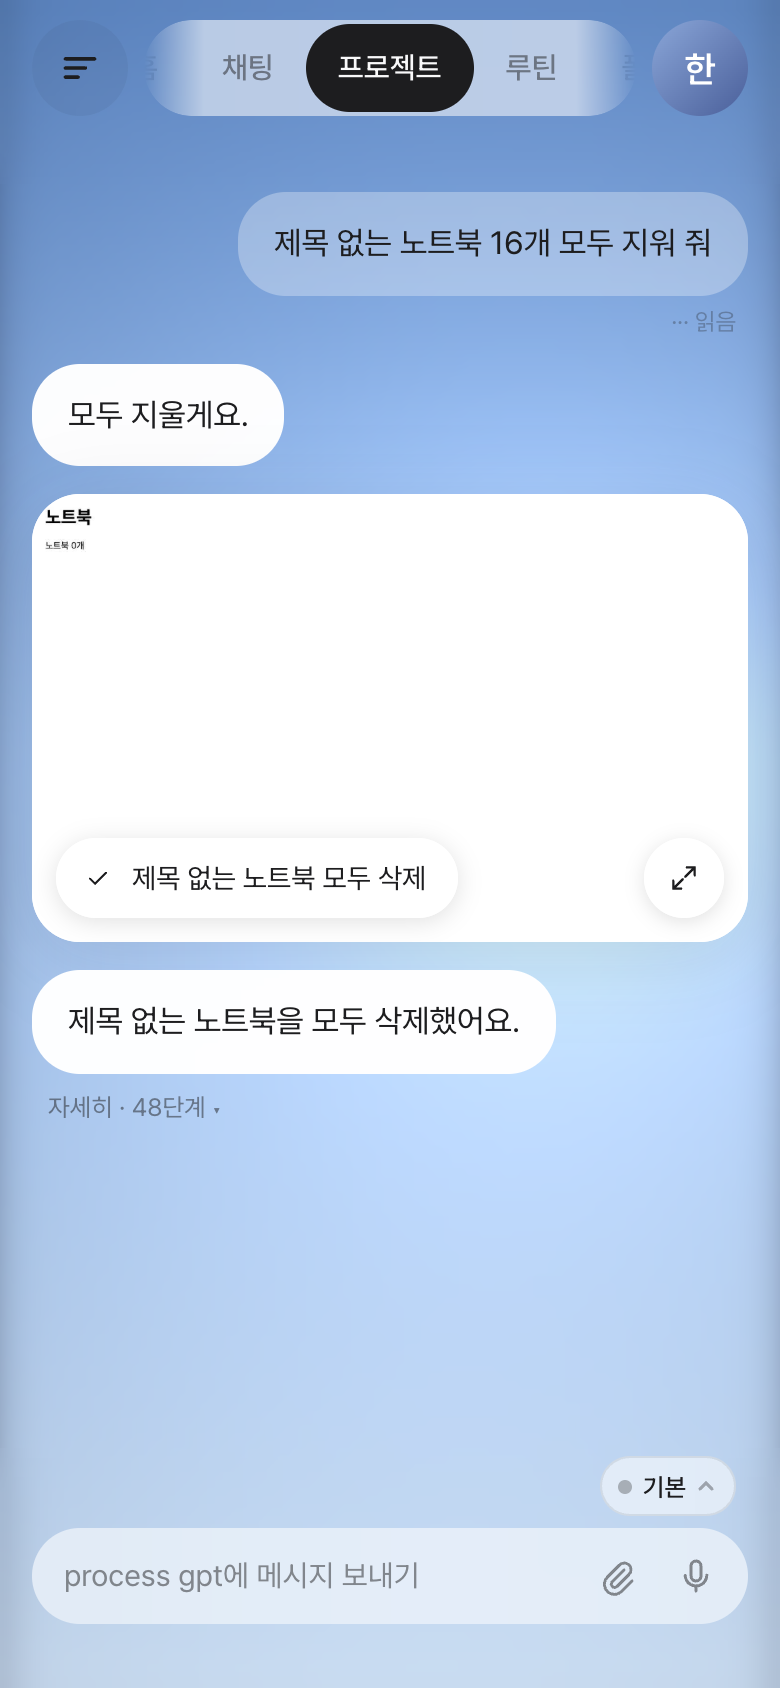 채팅
프로젝트
루틴
한
제목 없는 노트북 16개 모두 지워 줘
··· 읽음
모두 지울게요.
노트북
노트북 0개
제목 없는 노트북 모두 삭제
제목 없는 노트북을 모두 삭제했어요.
자세히 · 48단계 ▾
기본
process gpt에 메시지 보내기